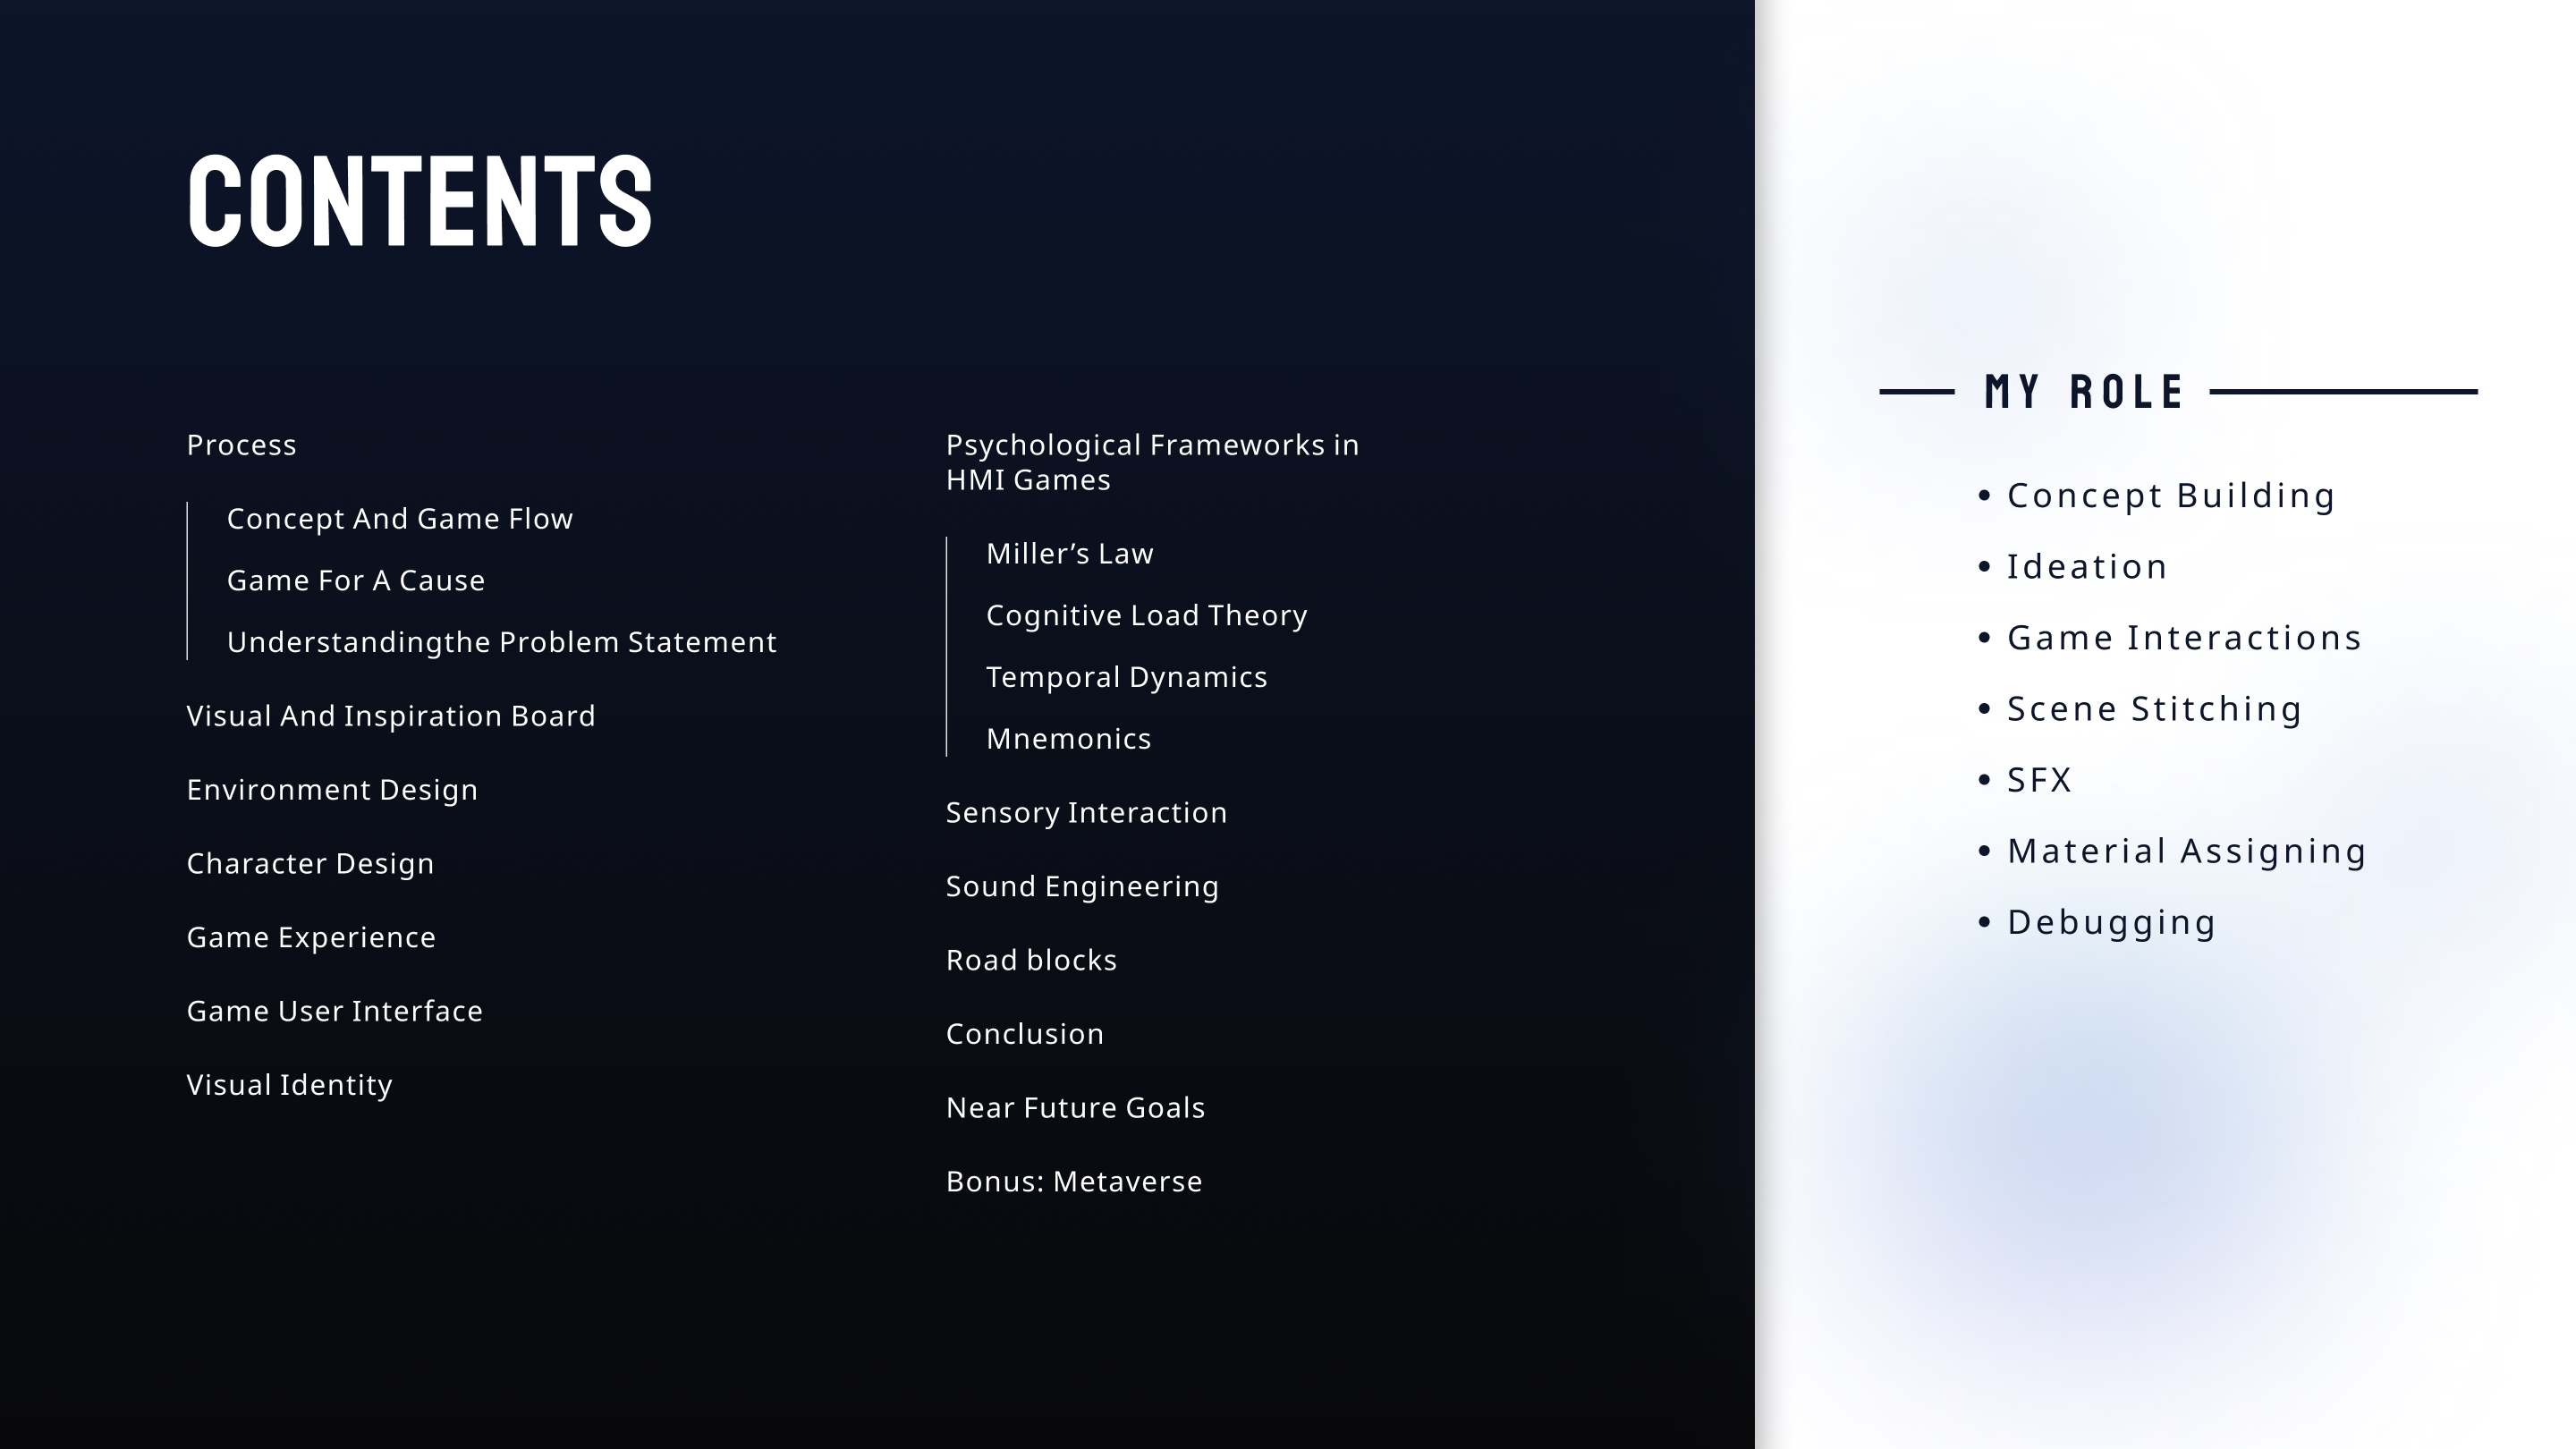 CONTENTS
Process
Concept And Game Flow
Game For A Cause
Understandingthe Problem Statement
Visual And Inspiration Board
Environment Design
Character Design
Game Experience
Game User Interface
Visual Identity
Psychological Frameworks in
HMI Games
Miller’s Law
Cognitive Load Theory
Temporal Dynamics
Mnemonics
Sensory Interaction
Sound Engineering
Road blocks
Conclusion
Near Future Goals
Bonus: Metaverse
MY ROLE
• Concept Building
• Ideation
• Game Interactions
• Scene Stitching
• SFX
• Material Assigning
• Debugging